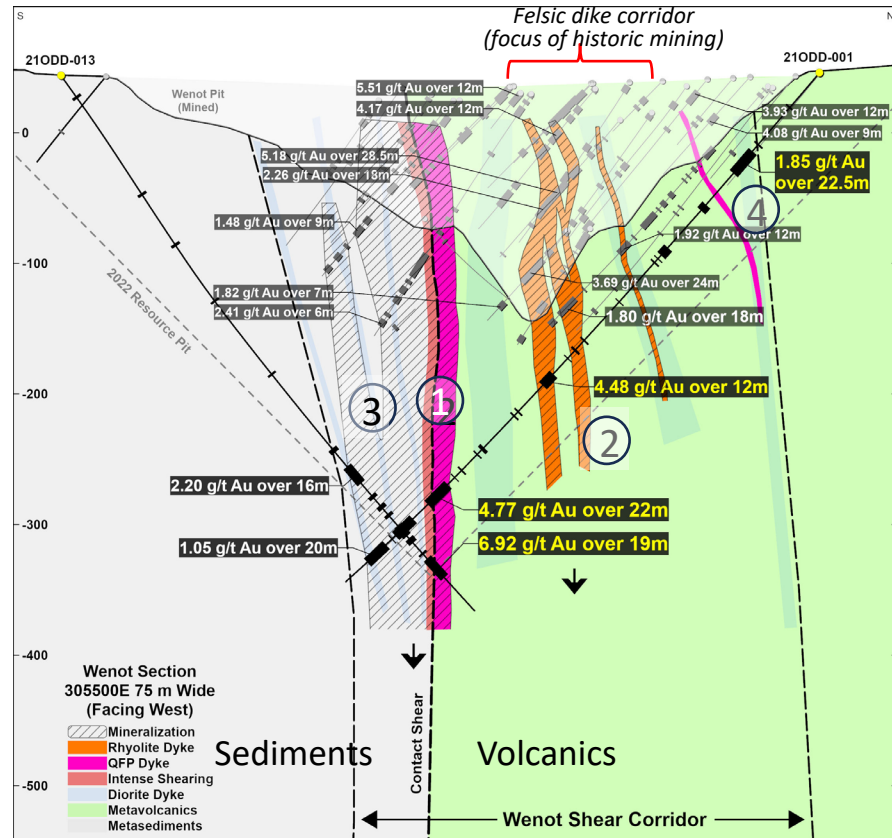 S
N
Felsic dike corridor
(focus of historic mining)
21ODD-013
21ODD-001
Wenot Pit
(Mined)
5.51 g/t Au over 12m
4.17 g/t Au over 12m
3.93 g/t Au over 12m
4.08 g/t Au over 9m
0
5.18 g/t Au over 28.5m
2.26 g/t Au over 18m
1.85 g/t Au
over 22.5m
4
1.48 g/t Au over 9m
1.92 g/t Au over 12m
-100
2022 Resource Pit
3.69 g/t Au over 24m
1.82 g/t Au over 7m
2.41 g/t Au over 6m
1.80 g/t Au over 18m
-200
4.48 g/t Au over 12m
3
1
2
2
2.20 g/t Au over 16m
4.77 g/t Au over 22m
-300
1.05 g/t Au over 20m
6.92 g/t Au over 19m
-400
Contact Shear
Wenot Section
305500E 75 m Wide
(Facing West)
Mineralization
Rhyolite Dyke
QFP Dyke
Intense Shearing
Diorite Dyke
Metavolcanics
Metasediments
Sediments
Volcanics
-500
Wenot Shear Corridor